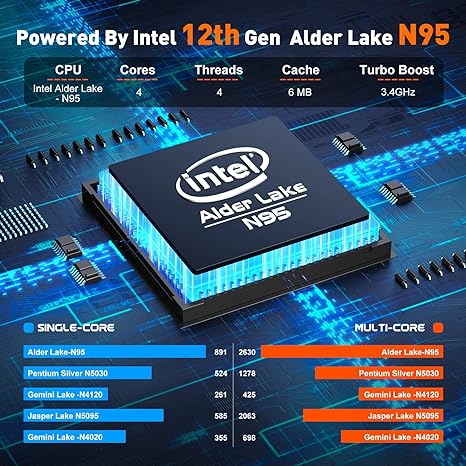 Powered By Intel 12th Gen Alder Lake N95
CPU Cores Threads Cache Turbo Boost
Intel Alder Lake - N95 4 4 6 MB 3.4GHz
intel
Alder Lake
N95
SINGLE-CORE MULTI-CORE
Alder Lake-N95 891 2630 Alder Lake-N95
Pentium Silver N5030 524 1278 Pentium Silver N5030
Gemini Lake -N4120 261 425 Gemini Lake -N4120
Jasper Lake N5095 585 2063 Jasper Lake N5095
Gemini Lake -N4020 355 698 Gemini Lake -N4020